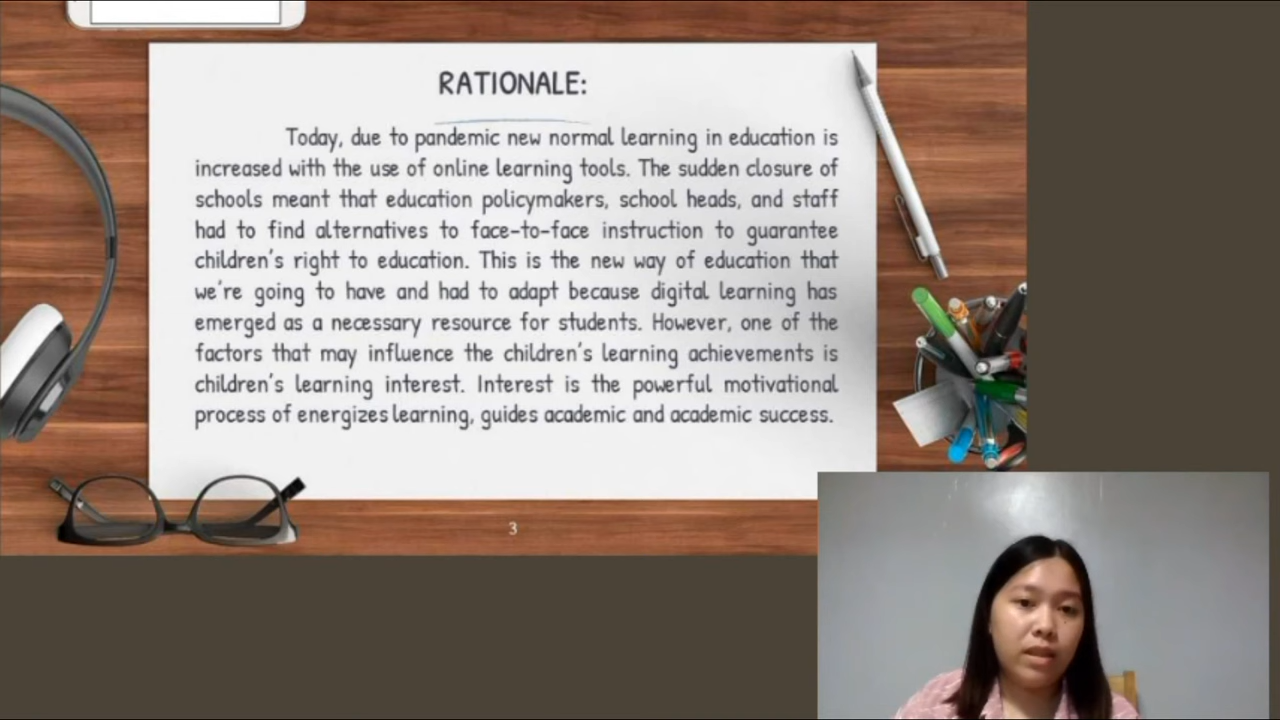 RATIONALE:
Today, due to pandemic new normal learning in education is
increased with the use of online learning tools. The sudden closure of
schools meant that education policymakers, school heads, and staff
had to find alternatives to face-to-face instruction to guarantee
children's right to education. This is the new way of education that
we're going to have and had to adapt because digital learning has
emerged as a necessary resource for students. However, one of the
factors that may influence the children's learning achievements is
children's learning interest. Interest is the powerful motivational
process of energizes learning, guides academic and academic success.
3